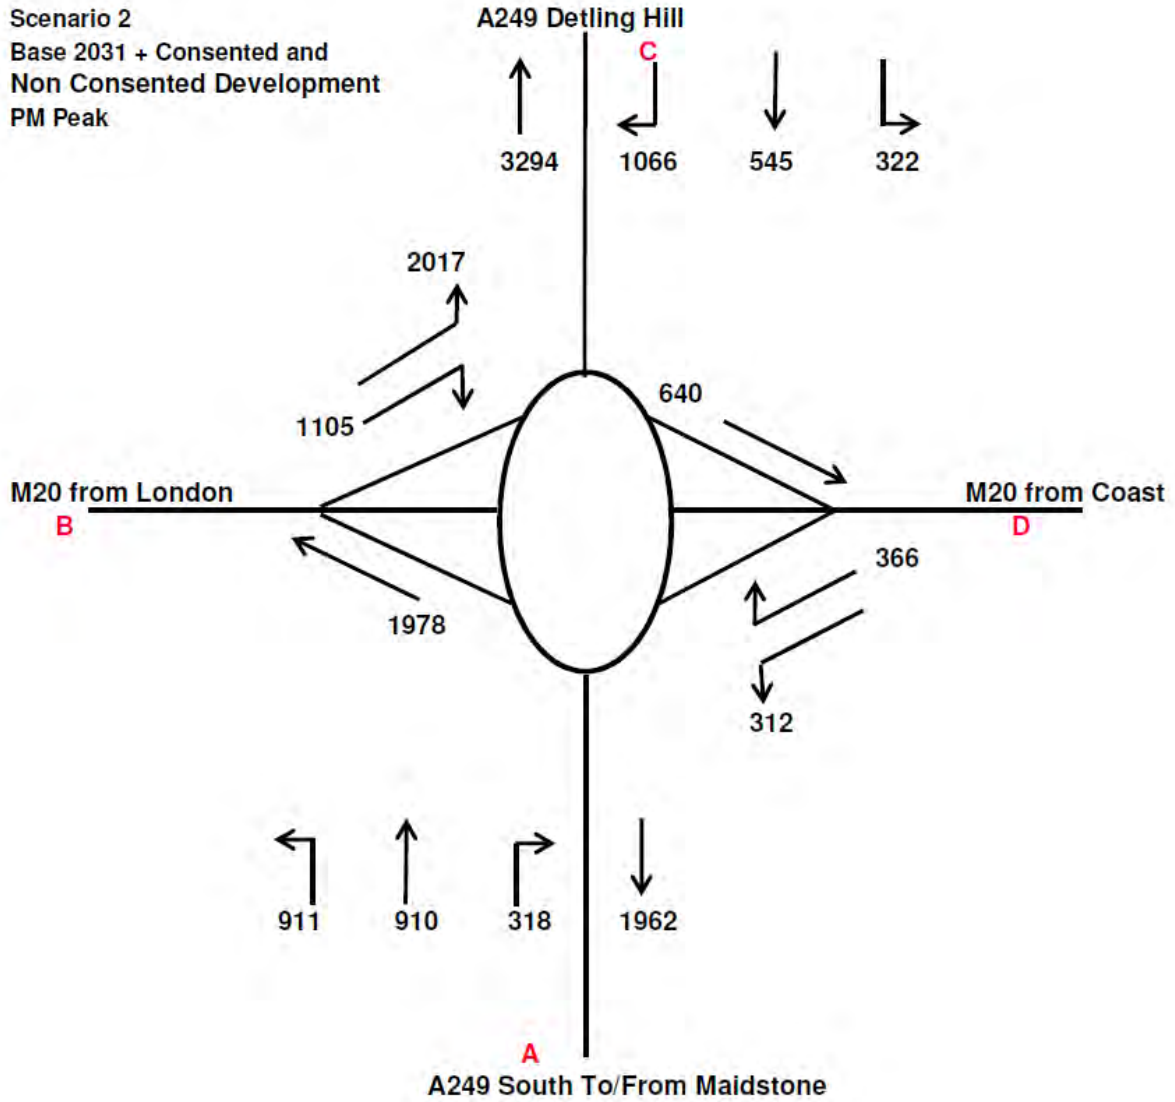 Scenario 2
Base 2031 + Consented and
Non Consented Development
PM Peak
A249 Detling Hill
C
3294
1066
545
322
2017
1105
640
M20 from London
B
M20 from Coast
D
1978
366
312
911
910
318
1962
A
A249 South To/From Maidstone